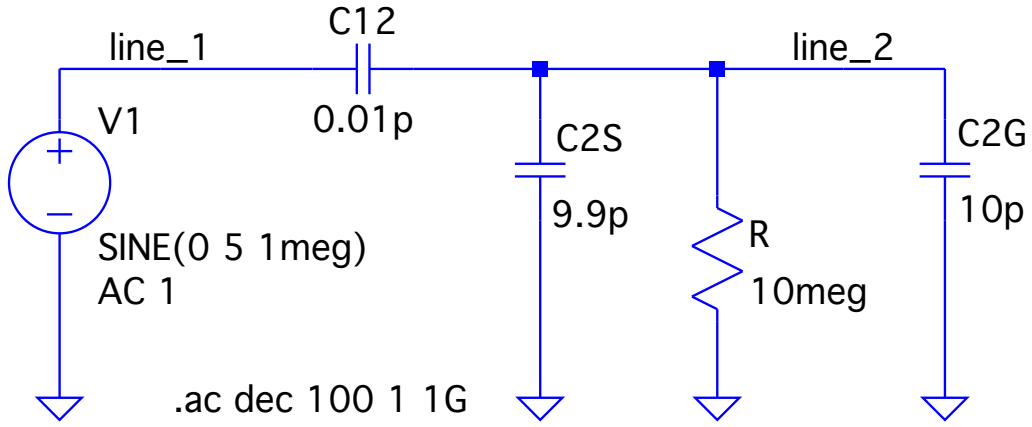 C12
line_1
line_2
V1
0.01p
C2S
C2G
9.9p
10p
R
SINE(0 5 1meg)
AC 1
10meg
.ac dec 100 1 1G